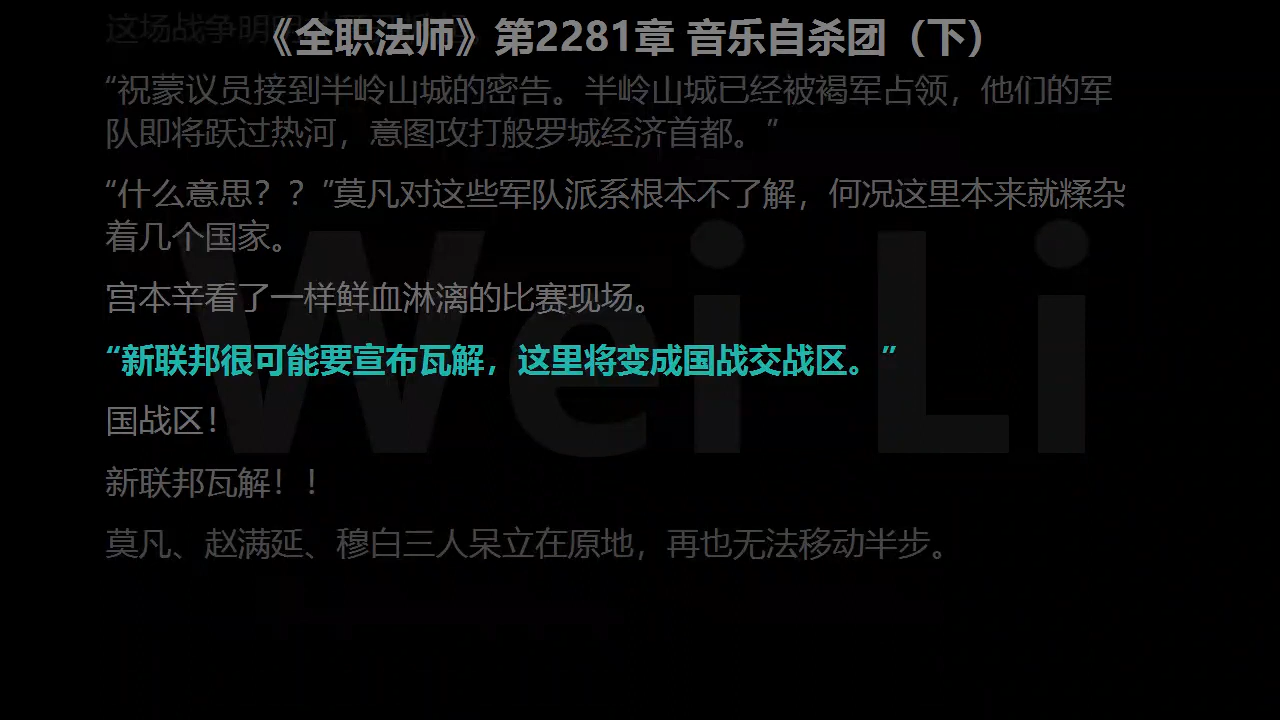 《全职法师》第2281章 音乐自杀团（下）
这场战争明明
“祝蒙议员接到半岭山城的密告。半岭山城已经被褐军占领，他们的军
队即将跃过热河，意图攻打般罗城经济首都。”
“什么意思？？”莫凡对这些军队派系根本不了解，何况这里本来就糅杂
着几个国家。
宫本辛看了一样鲜血淋漓的比赛现场。
“新联邦很可能要宣布瓦解，这里将变成国战交战区。”
国战区！
新联邦瓦解！！
莫凡、赵满延、穆白三人呆立在原地，再也无法移动半步。
Wei Li